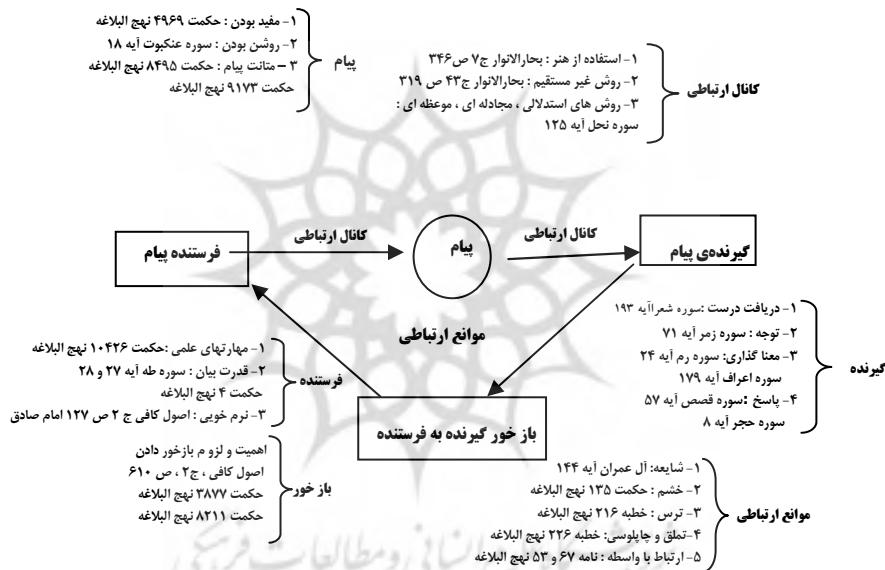 ۱- مفید بودن : حکمت ۴۹۶۹ نهج البلاغه
۲- روشن بودن : سوره عنکبوت آیه ۱۸
۳ – متانت پیام : حکمت ۸۴۹۵ نهج البلاغه
حکمت ۹۱۷۳ نهج البلاغه
پیام
۱- استفاده از هنر : بحارالانوار ج۷ ص۳۴۶
۲- روش غیر مستقیم : بحارالانوار ج۴۳ ص ۳۱۹
۳- روش های استدلالی ، مجادله ای ، موعظه ای :
سوره نحل آیه ۱۲۵
کانال ارتباطی
گیرنده‌ی پیام
کانال ارتباطی
پیام
کانال ارتباطی
فرستنده پیام
موانع ارتباطی
باز خور گیرنده به فرستنده
۱- دریافت درست :سوره شعراآیه ۱۹۳
۲- توجه : سوره زمر آیه ۷۱
۳- معنا گذاری: سوره رم آیه ۲۴
سوره اعراف آیه ۱۷۹
۴- پاسخ :سوره قصص آیه ۵۷
سوره حجر آیه ۸
گیرنده
۱- مهارتهای علمی :حکمت ۱۰۴۲۶ نهج البلاغه
۲- قدرت بیان : سوره طه آیه ۲۷ و ۲۸
حکمت ۴ نهج البلاغه
۳- نرم خویی : اصول کافی ج ۲ ص ۱۲۷ امام صادق
فرستنده
اهمیت و لزو م بازخور دادن
اصول کافی ، ج۲ ، ص ۶۱۰
حکمت ۳۸۷۷ نهج البلاغه
حکمت ۸۲۱۱ نهج البلاغه
باز خور
۱- شایعه: آل عمران آیه ۱۴۴
۲- خشم : حکمت ۱۳۵ نهج البلاغه
۳- ترس : خطبه ۲۱۶ نهج البلاغه
۴-تملق و چاپلوسی: خطبه ۲۲۶ نهج البلاغه
۵- ارتباط با واسطه : نامه ۶۷ و ۵۳ نهج البلاغه
موانع ارتباطی
انسانی و مطالعات فرهنگی